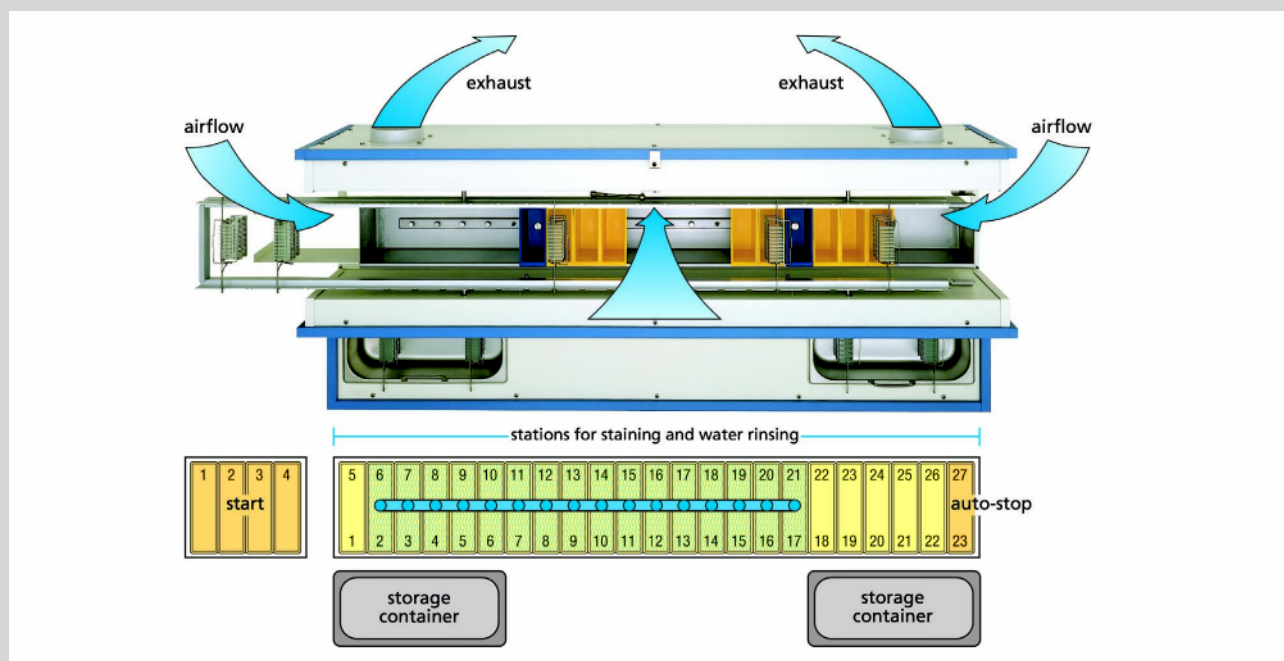 exhaust
exhaust
airflow
airflow
stations for staining and water rinsing
1 2 3 4
start
5 6 7 8 9 10 11 12 13 14 15 16 17 18 19 20 21 22 23 24 25 26 27
auto-stop
1 2 3 4 5 6 7 8 9 10 11 12 13 14 15 16 17 18 19 20 21 22 23
storage
container
storage
container